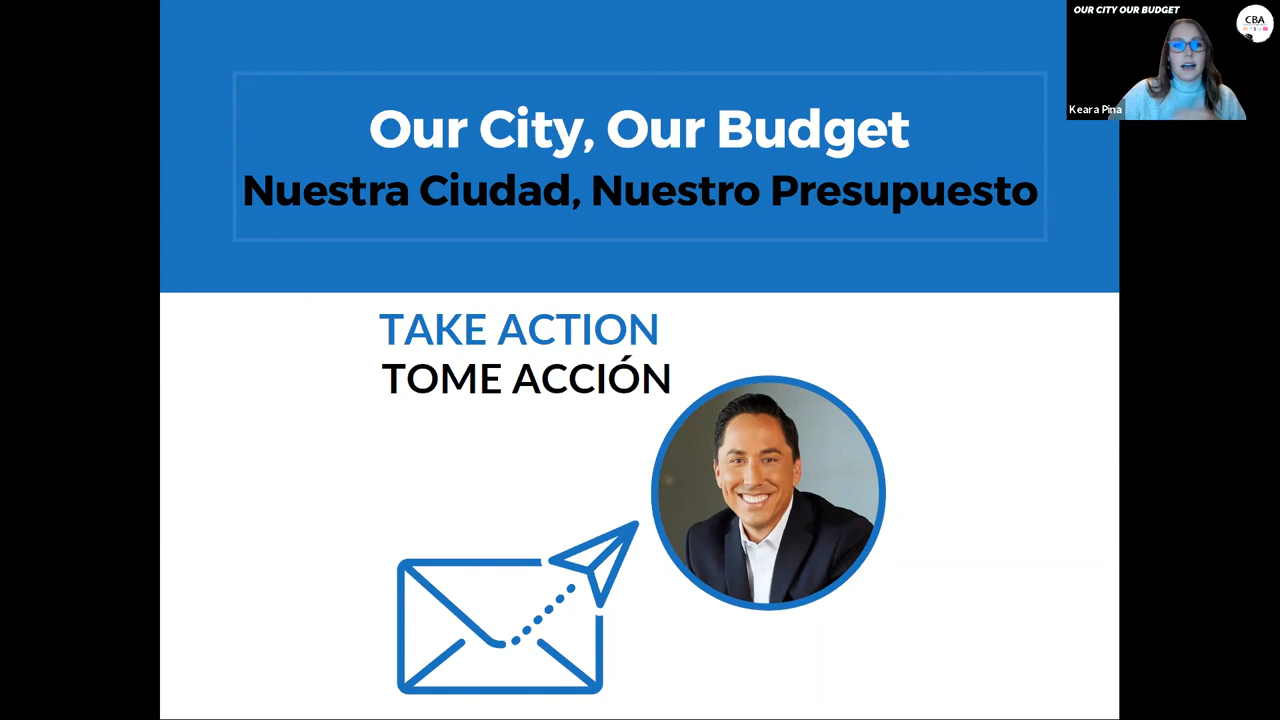 OUR CITY OUR BUDGET
CBA
Keara Pina
Our City, Our Budget
Nuestra Ciudad, Nuestro Presupuesto
TAKE ACTION
TOME ACCIÓN